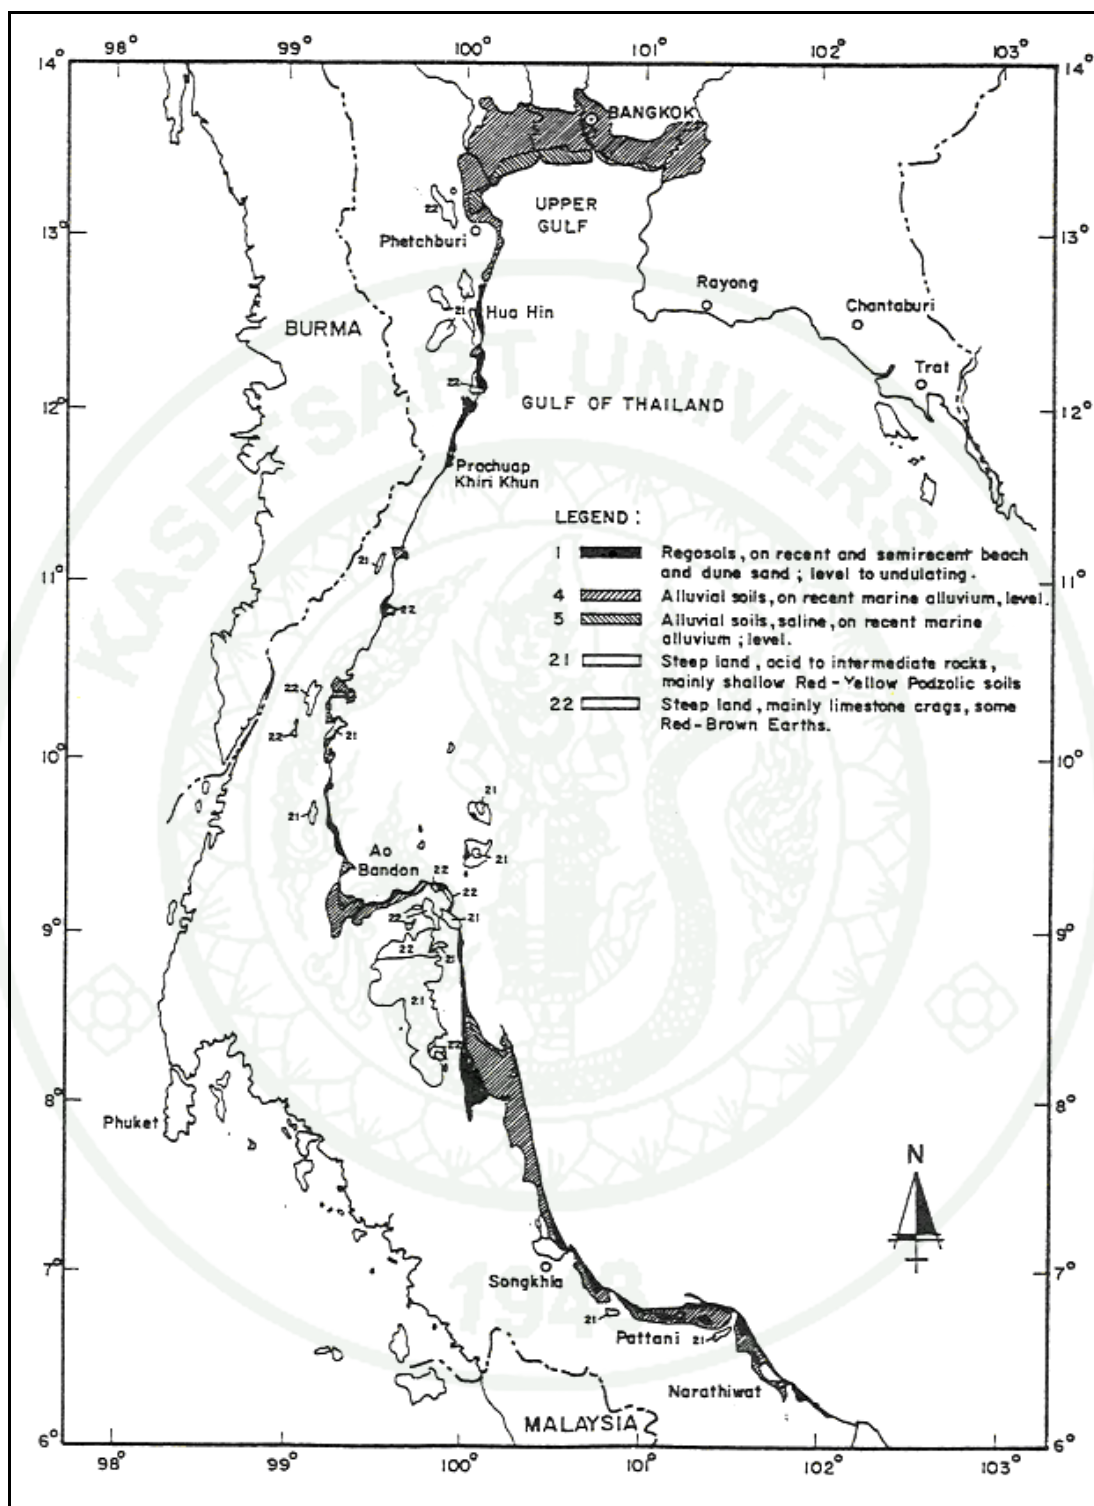 98° 99° 100° 101° 102° 103°
14° 14°
BANGKOK
UPPER
GULF
22
13° 13°
Phetchburi
Rayong
Chantaburi
21 Hua Hin
BURMA
Trat
22
12° GULF OF THAILAND 12°
Prachuap
Khiri Khun
LEGEND :
1 Regosols, on recent and semirecent beach
and dune sand ; level to undulating.
21
11° 11°
4 Alluvial soils, on recent marine alluvium, level.
22
5 Alluvial soils, saline, on recent marine
alluvium ; level.
21 Steep land, acid to intermediate rocks,
mainly shallow Red-Yellow Podzolic soils
22
22 Steep land, mainly limestone crags, some
Red-Brown Earths.
22 21
10° 10°
21
21
Ao
Bandon
21
22
22
22 21
9° 9°
22 21
21
22
8° 8°
Phuket
N
7° 7°
Songkhla
21
Pattani 21
Narathiwat
MALAYSIA
6° 6°
98° 99° 100° 101° 102° 103°
KASETSART UNIVERSITY
1943